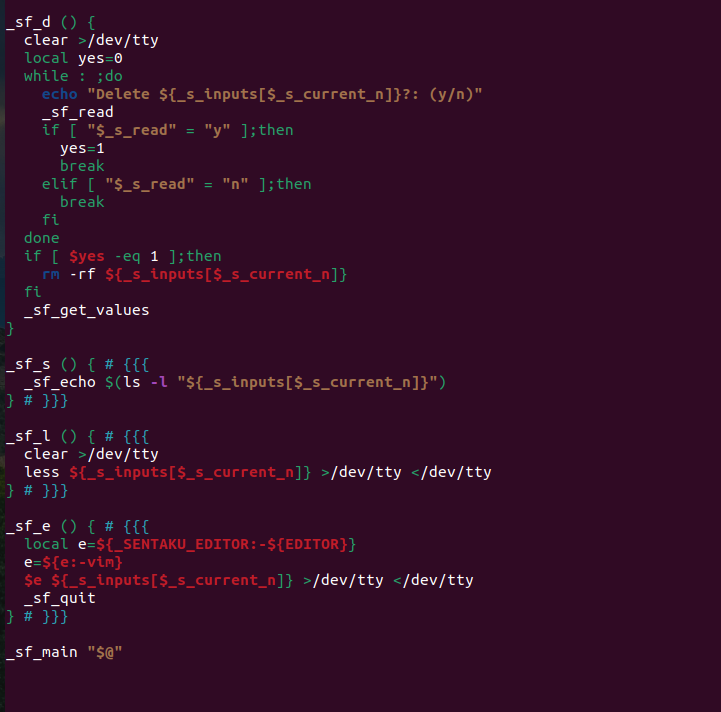 _sf_d () {
  clear >/dev/tty
  local yes=0
  while : ;do
    echo "Delete ${_s_inputs[$_s_current_n]}?: (y/n)"
    _sf_read
    if [ "$_s_read" = "y" ];then
      yes=1
      break
    elif [ "$_s_read" = "n" ];then
      break
    fi
  done
  if [ $yes -eq 1 ];then
    rm -rf ${_s_inputs[$_s_current_n]}
  fi
  _sf_get_values
}

_sf_s () { # {{{
  _sf_echo $(ls -l "${_s_inputs[$_s_current_n]}")
} # }}}

_sf_l () { # {{{
  clear >/dev/tty
  less ${_s_inputs[$_s_current_n]} >/dev/tty </dev/tty
} # }}}

_sf_e () { # {{{
  local e=${_SENTAKU_EDITOR:-${EDITOR}}
  e=${e:-vim}
  $e ${_s_inputs[$_s_current_n]} >/dev/tty </dev/tty
  _sf_quit
} # }}}

_sf_main "$@"